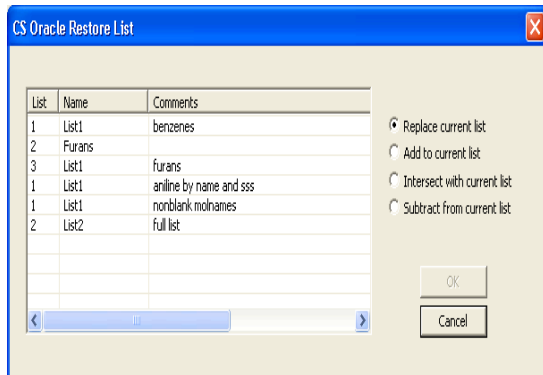 CS Oracle Restore List
List Name Comments
1 List1 benzenes
2 Furans
3 List1 furans
1 List1 aniline by name and sss
1 List1 nonblank molnames
2 List2 full list
Replace current list
Add to current list
Intersect with current list
Subtract from current list
OK
Cancel